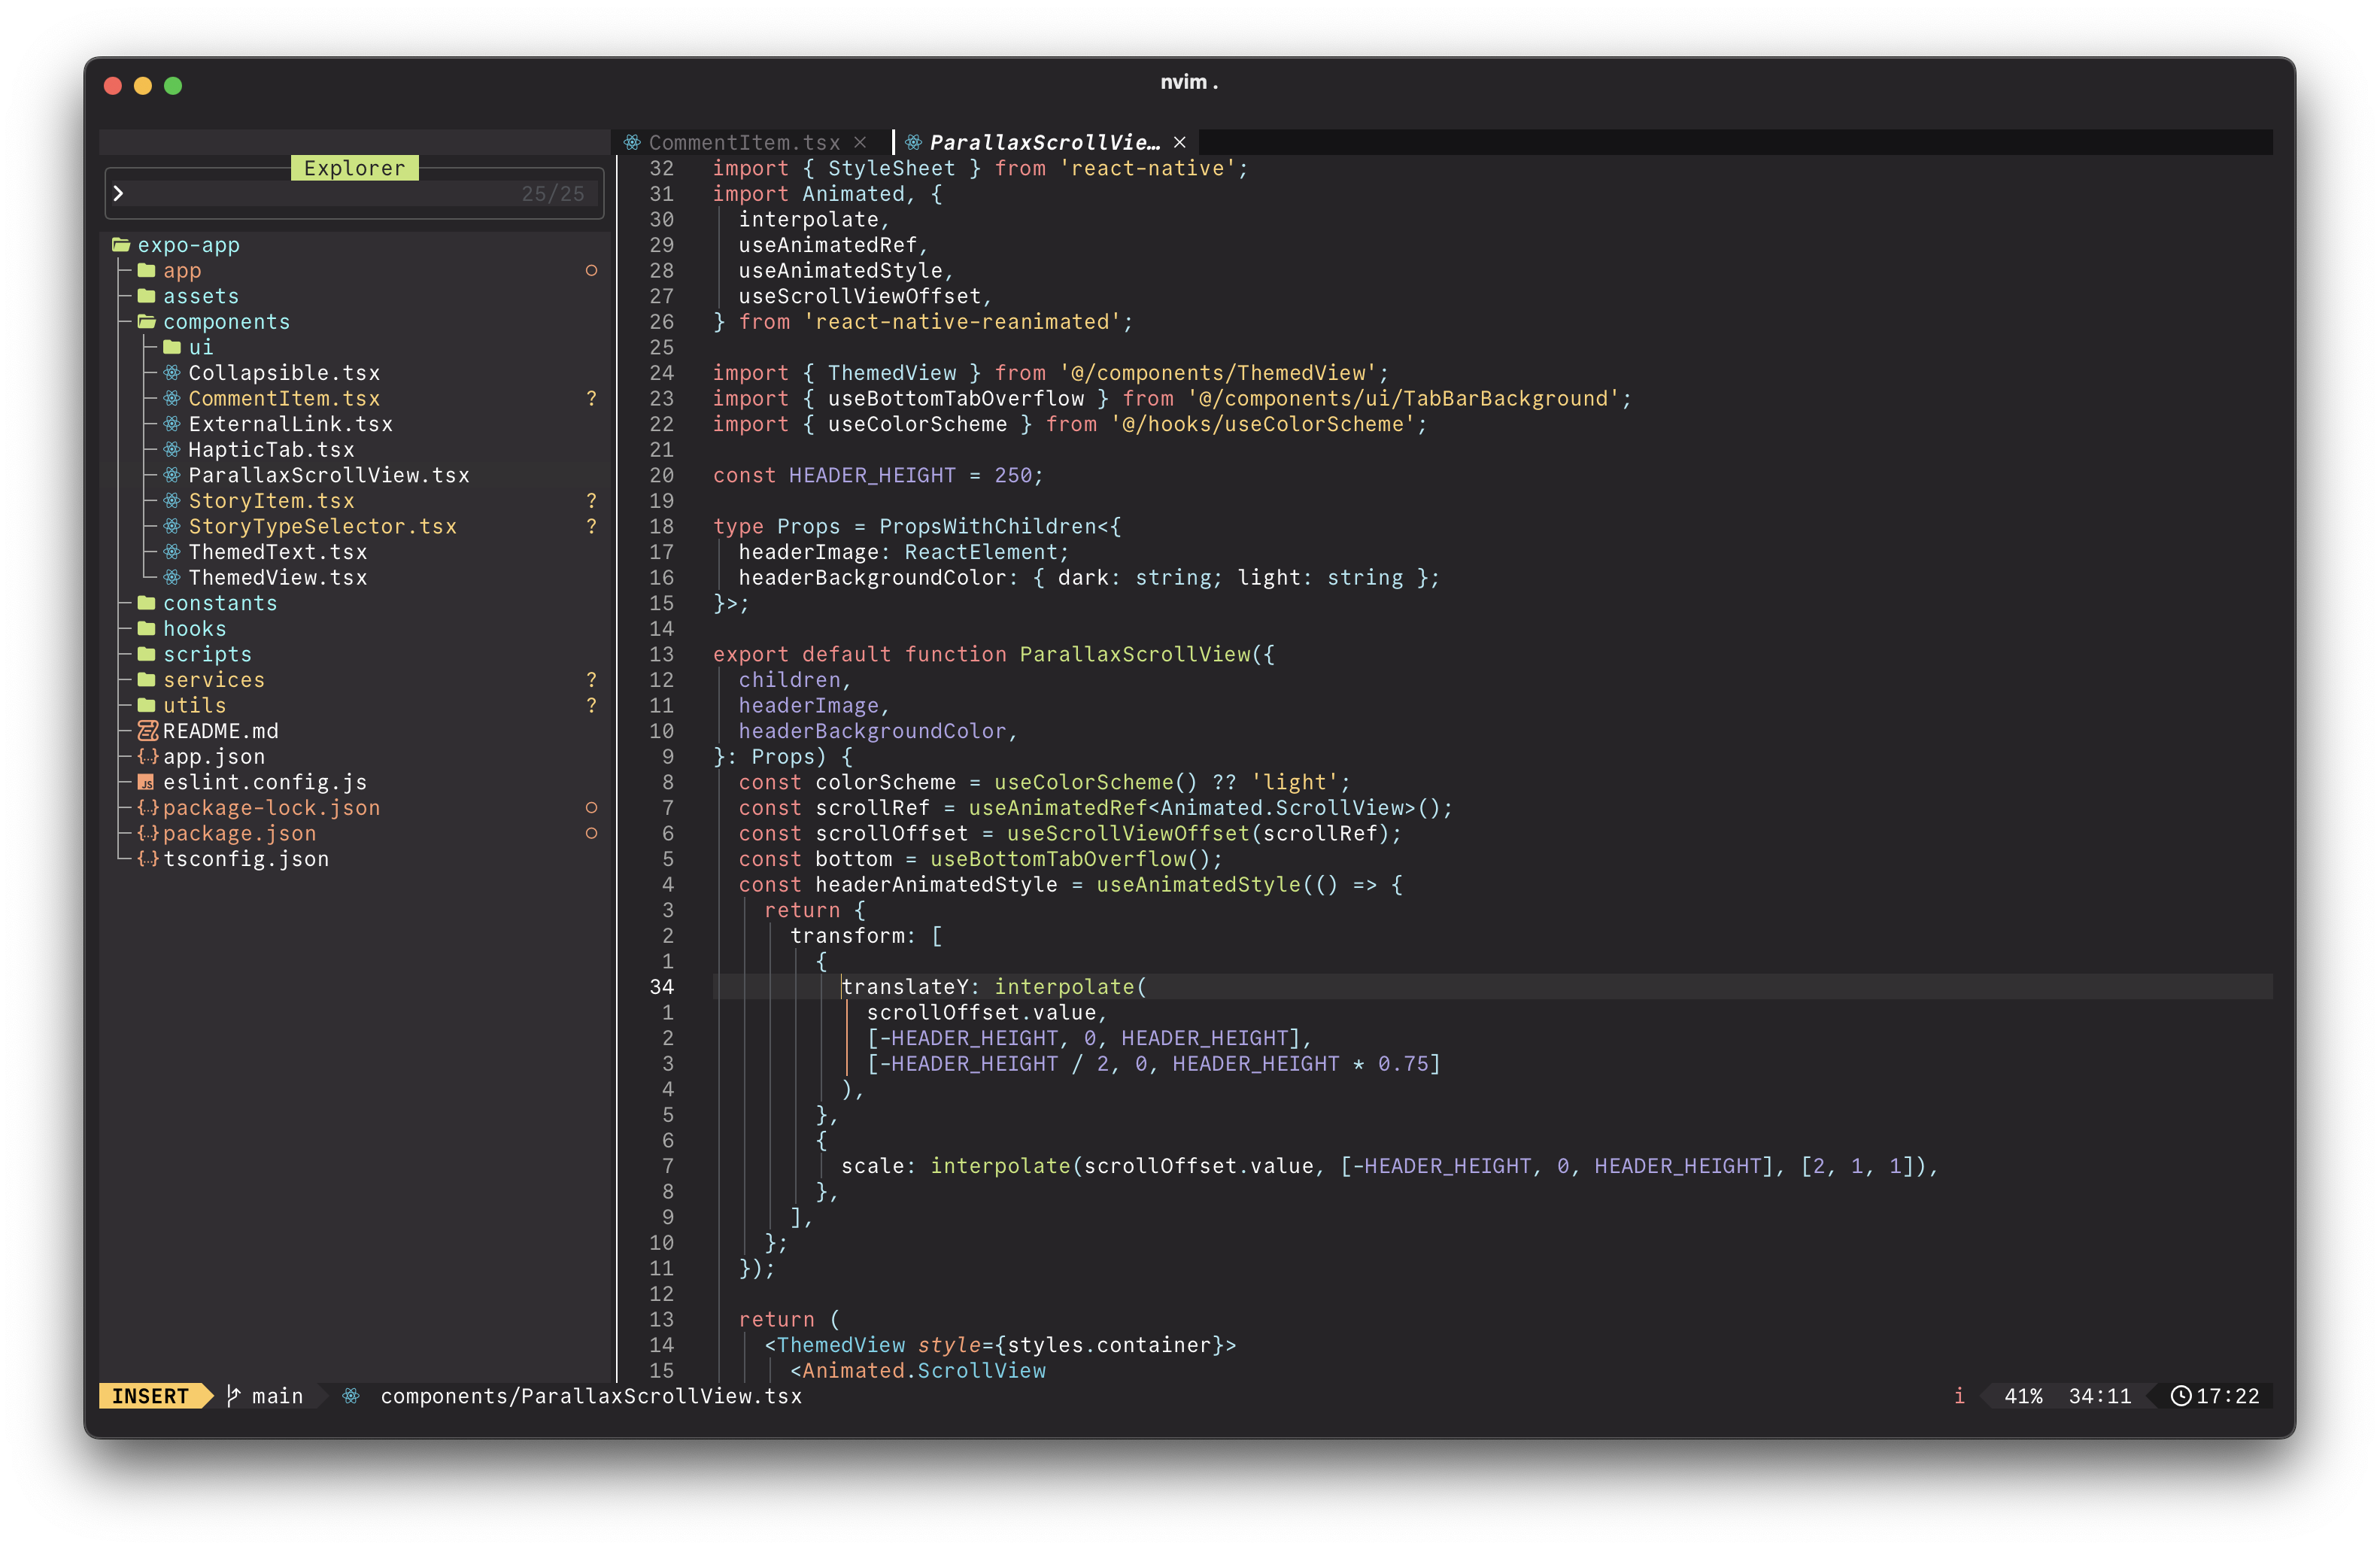 nvim .
CommentItem.tsx × ParallaxScrollVie… ×
Explorer
25/25
expo-app
app
assets
components
ui
Collapsible.tsx
CommentItem.tsx ?
ExternalLink.tsx
HapticTab.tsx
ParallaxScrollView.tsx
StoryItem.tsx ?
StoryTypeSelector.tsx ?
ThemedText.tsx
ThemedView.tsx
constants
hooks
scripts
services ?
utils ?
README.md
{..} app.json
JS eslint.config.js
{..} package-lock.json
{..} package.json
{..} tsconfig.json
32 import { StyleSheet } from 'react-native';
31 import Animated, {
30 interpolate,
29 useAnimatedRef,
28 useAnimatedStyle,
27 useScrollViewOffset,
26 } from 'react-native-reanimated';
25
24 import { ThemedView } from '@/components/ThemedView';
23 import { useBottomTabOverflow } from '@/components/ui/TabBarBackground';
22 import { useColorScheme } from '@/hooks/useColorScheme';
21
20 const HEADER_HEIGHT = 250;
19
18 type Props = PropsWithChildren<{
17 headerImage: ReactElement;
16 headerBackgroundColor: { dark: string; light: string };
15 }>;
14
13 export default function ParallaxScrollView({
12 children,
11 headerImage,
10 headerBackgroundColor,
9 }: Props) {
8 const colorScheme = useColorScheme() ?? 'light';
7 const scrollRef = useAnimatedRef<Animated.ScrollView>();
6 const scrollOffset = useScrollViewOffset(scrollRef);
5 const bottom = useBottomTabOverflow();
4 const headerAnimatedStyle = useAnimatedStyle(() => {
3 return {
2 transform: [
1 {
34 translateY: interpolate(
1 scrollOffset.value,
2 [-HEADER_HEIGHT, 0, HEADER_HEIGHT],
3 [-HEADER_HEIGHT / 2, 0, HEADER_HEIGHT * 0.75]
4 ),
5 },
6 {
7 scale: interpolate(scrollOffset.value, [-HEADER_HEIGHT, 0, HEADER_HEIGHT], [2, 1, 1]),
8 },
9 ],
10 };
11 });
12
13 return (
14 <ThemedView style={styles.container}>
15 <Animated.ScrollView
INSERT main components/ParallaxScrollView.tsx i 41% 34:11 17:22